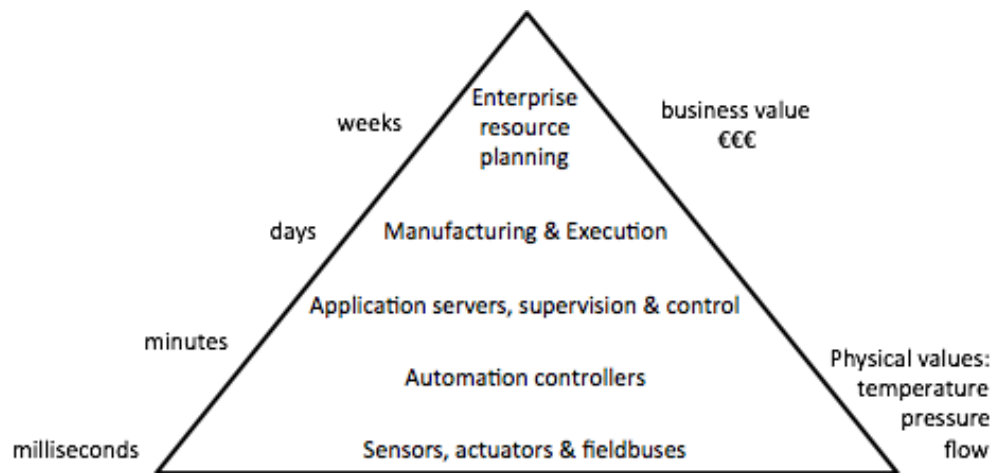 Enterprise
resource
planning
weeks
business value
€€€
days
Manufacturing & Execution
Application servers, supervision & control
minutes
Physical values:
temperature
pressure
flow
Automation controllers
milliseconds
Sensors, actuators & fieldbuses